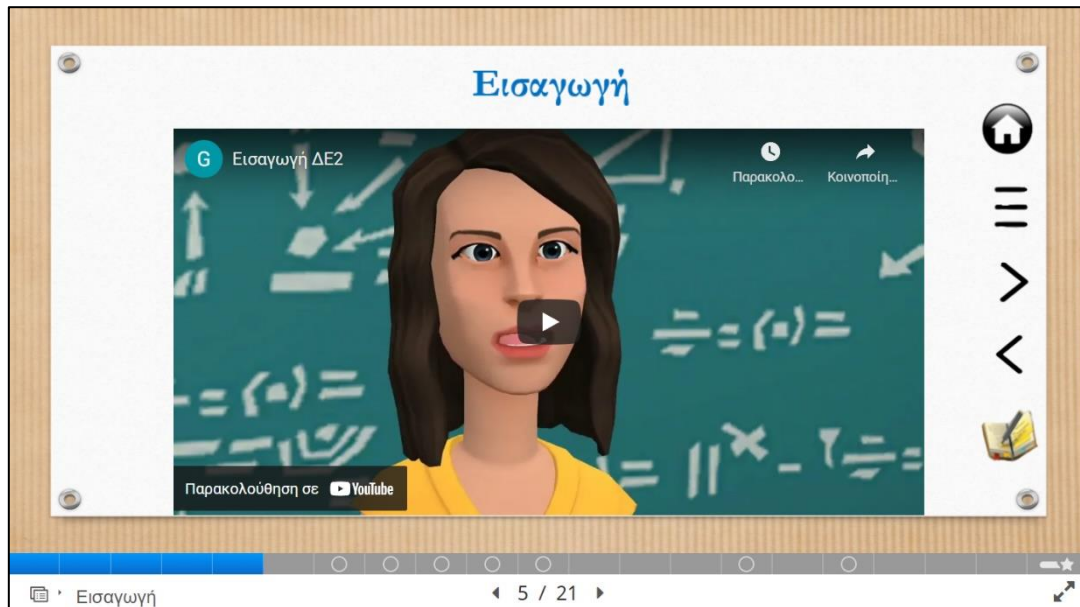 Εισαγωγή
G Εισαγωγή ΔΕ2
Παρακολο... Κοινοποίη...
Παρακολούθηση σε YouTube
Εισαγωγή
5 / 21